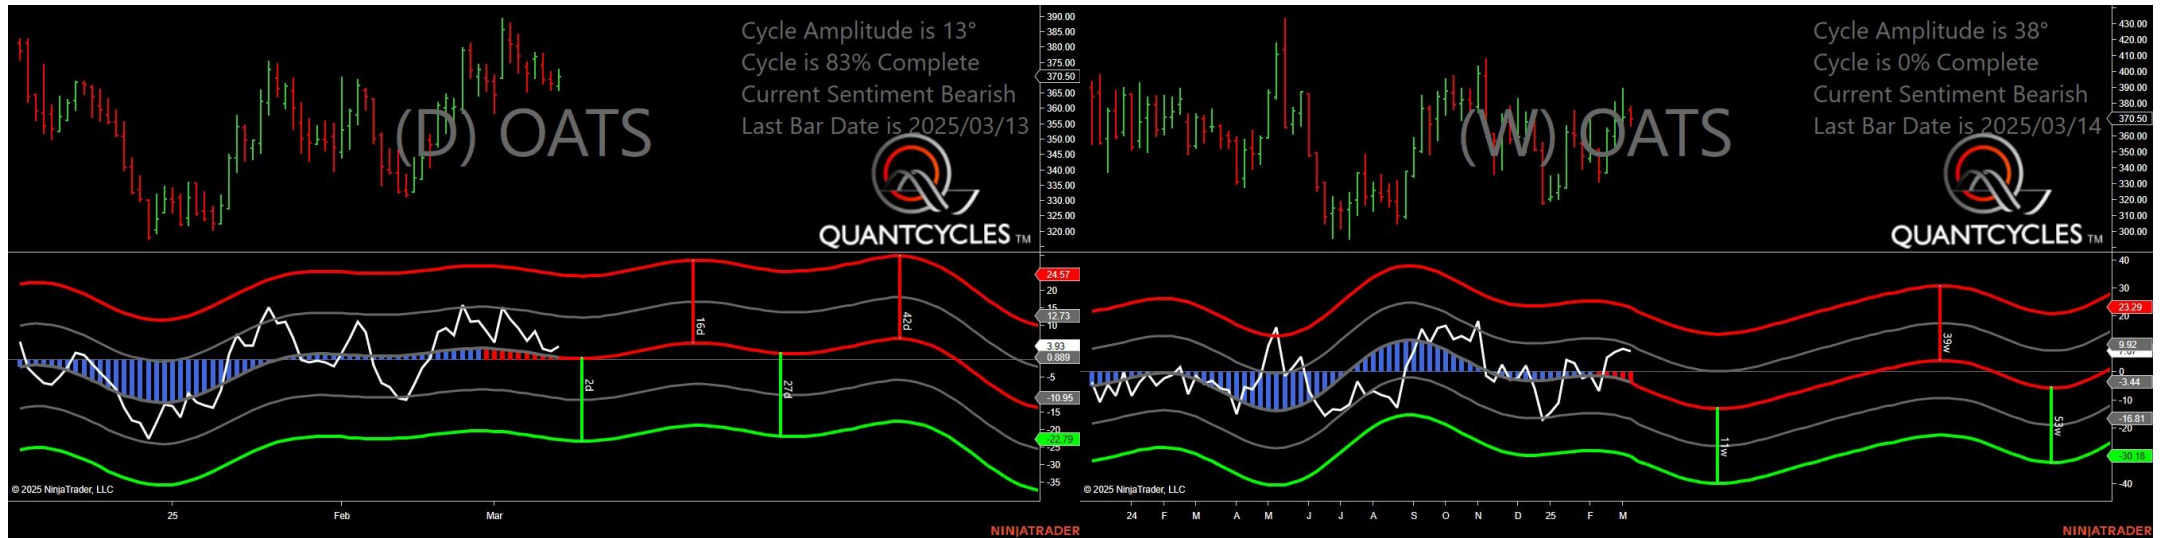 Cycle Amplitude is 13°
Cycle is 83% Complete
Current Sentiment Bearish
Last Bar Date is 2025/03/13
(D) OATS
QUANTCYCLES TM
390.00
385.00
380.00
375.00
370.50
365.00
360.00
355.00
350.00
345.00
340.00
335.00
330.00
325.00
320.00
24.57
20
15
12.73
10
3.93
0.889
-5
-10.95
-15
-20
-22.79
-25
-30
-35
16d
42d
2d
27d
© 2025 NinjaTrader, LLC
25 Feb Mar
NINJATRADER
Cycle Amplitude is 38°
Cycle is 0% Complete
Current Sentiment Bearish
Last Bar Date is 2025/03/14
(W) OATS
QUANTCYCLES TM
430.00
420.00
410.00
400.00
390.00
380.00
370.50
360.00
350.00
340.00
330.00
320.00
310.00
300.00
40
30
23.29
20
9.92
0
-3.44
-10
-16.81
-20
-30.18
-40
39w
11w
53w
© 2025 NinjaTrader, LLC
24 F M A M J J A S O N D 25 F M
NINJATRADER